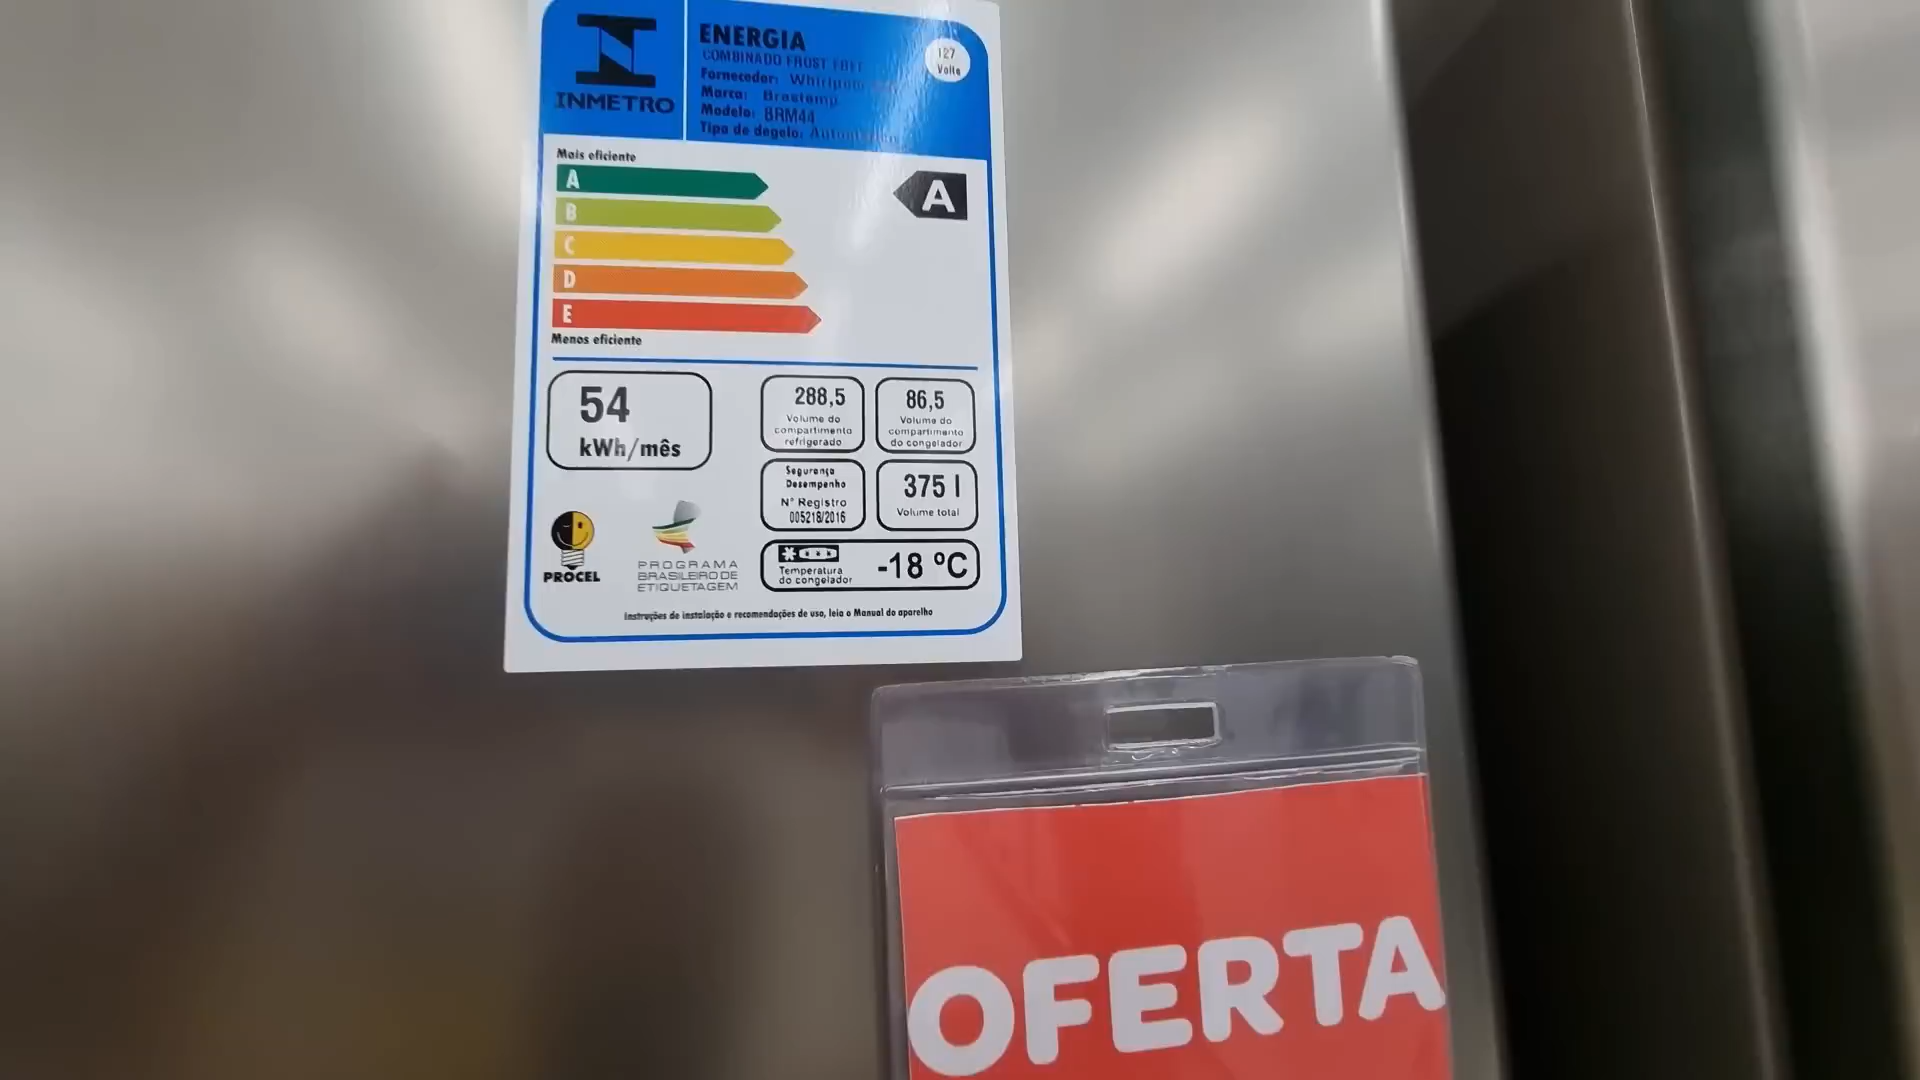 INMETRO
ENERGIA
COMBINADO FROST FREE
Fornecedor: Whirlpool
Marca: Brastemp
Modelo: BRM44
Tipo de degelo:
127
Volts
Mais eficiente
A
A
B
C
D
E
Menos eficiente
54
kWh/mês
288,5
Volume do
compartimento
refrigerado
86,5
Volume do
compartimento
do congelador
Segurança
Desempenho
N° Registro
005218/2016
375 l
Volume total
Temperatura
do congelador
-18 ºC
PROCEL
PROGRAMA
BRASILEIRO DE
ETIQUETAGEM
Instruções de instalação e recomendações de uso, leia o Manual do aparelho
OFERTA